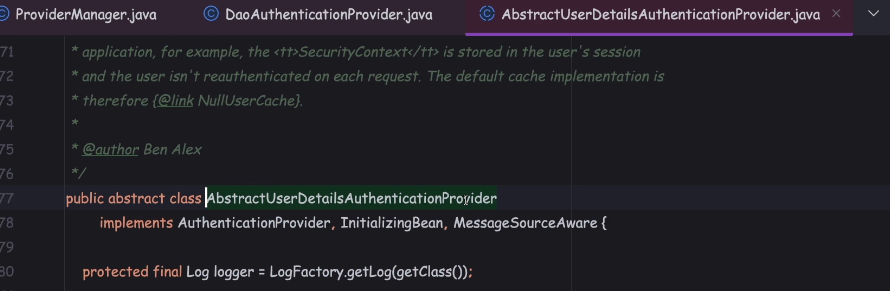 ProviderManager.java DaoAuthenticationProvider.java AbstractUserDetailsAuthenticationProvider.java
71 * application, for example, the <tt>SecurityContext</tt> is stored in the user's session
72 * and the user isn't reauthenticated on each request. The default cache implementation is
73 * therefore {@link NullUserCache}.
74 *
75 * @author Ben Alex
76 */
77 public abstract class AbstractUserDetailsAuthenticationProvider
78 implements AuthenticationProvider, InitializingBean, MessageSourceAware {
79
80 protected final Log logger = LogFactory.getLog(getClass());